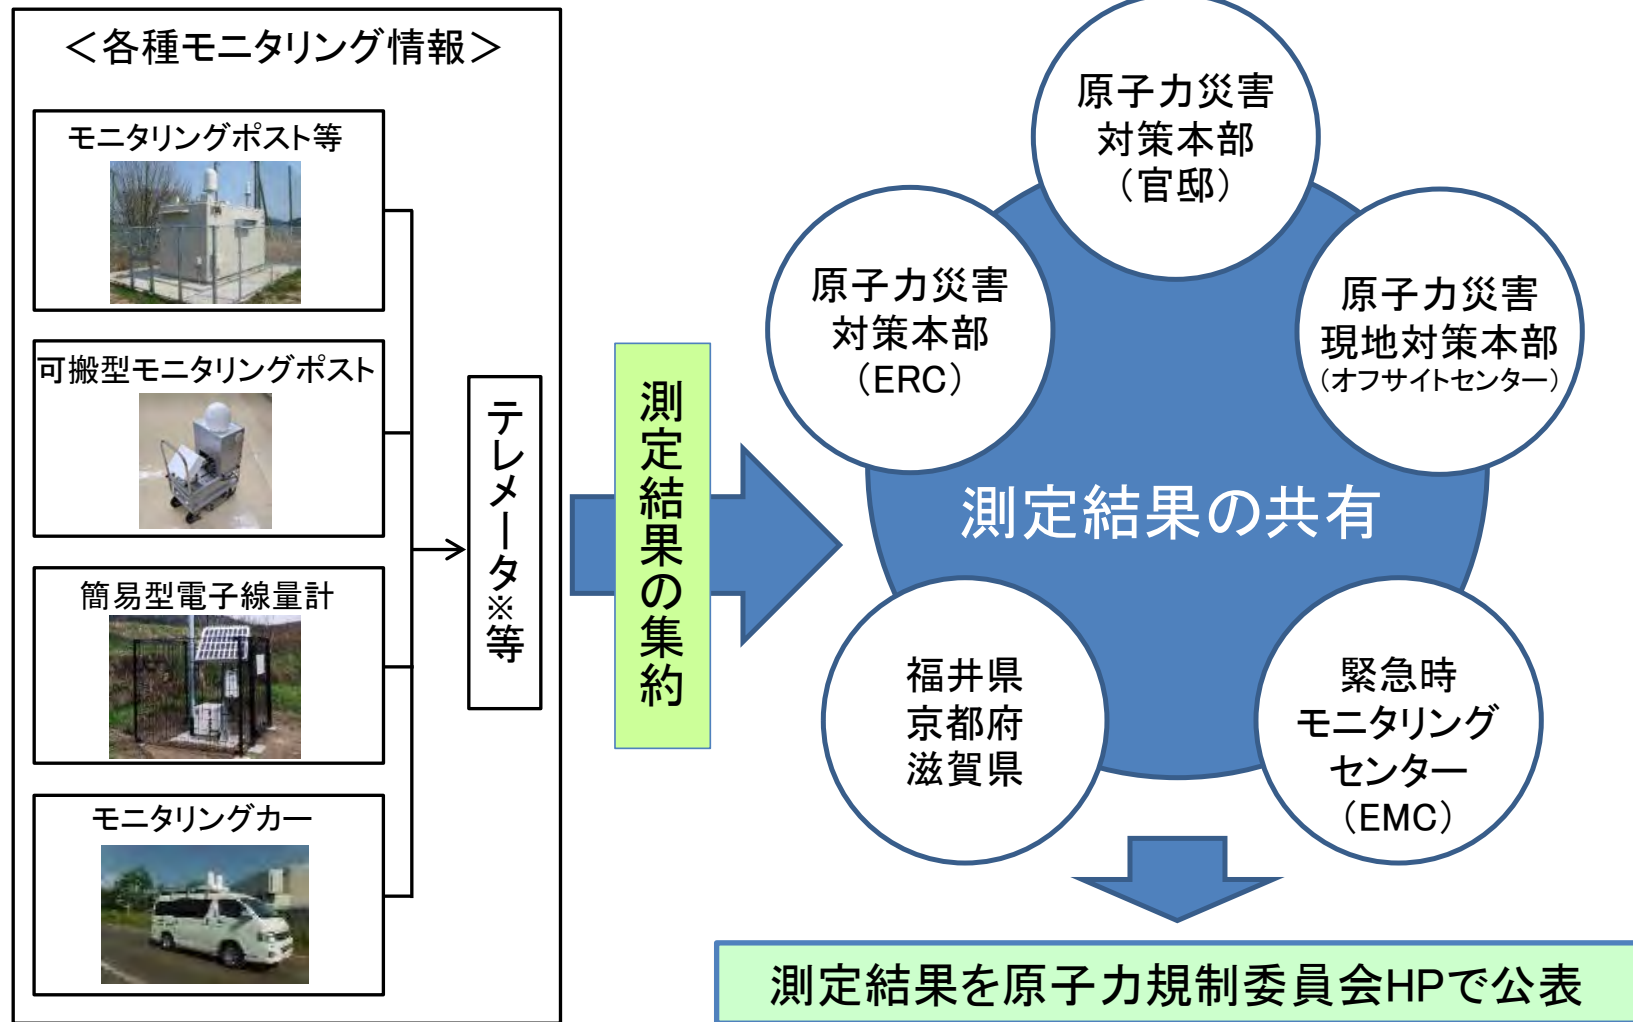 ＜各種モニタリング情報＞
モニタリングポスト等
可搬型モニタリングポスト
簡易型電子線量計
モニタリングカー
テレメータ※等
測定結果の集約
原子力災害
対策本部
（官邸）
原子力災害
対策本部
（ERC）
原子力災害
現地対策本部
（オフサイトセンター）
測定結果の共有
福井県
京都府
滋賀県
緊急時
モニタリング
センター
（EMC）
測定結果を原子力規制委員会HPで公表